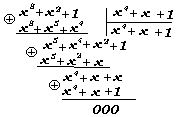 x⁸+x²+1 | x⁴+x+1
⊕ x⁸+x⁵+x⁴ | x⁴+x+1
x⁵+x⁴+x²+1
⊕ x⁵+x²+x
x⁴+x+x
⊕ x⁴+x+1
000